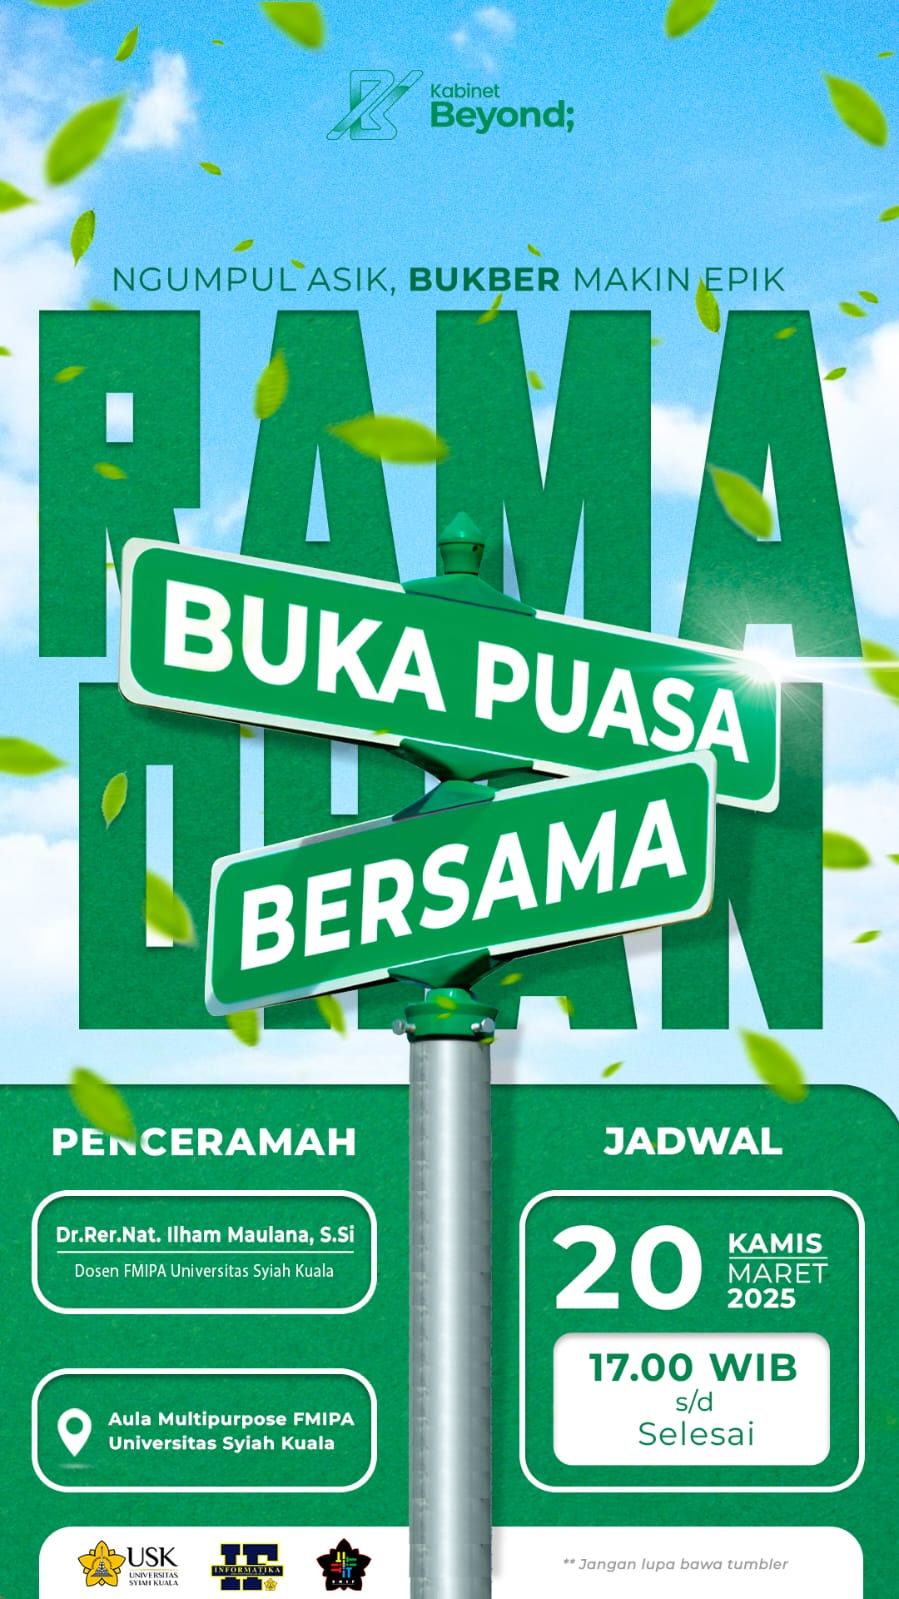 Kabinet
Beyond;
NGUMPUL ASIK, BUKBER MAKIN EPIK
RAMA
DHAN
BUKA PUASA
BERSAMA
PENCERAMAH
Dr.Rer.Nat. Ilham Maulana, S.Si
Dosen FMIPA Universitas Syiah Kuala
Aula Multipurpose FMIPA
Universitas Syiah Kuala
JADWAL
20
KAMIS
MARET
2025
17.00 WIB
s/d
Selesai
USK
UNIVERSITAS
SYIAH KUALA
IF
INFORMATIKA
** Jangan lupa bawa tumbler